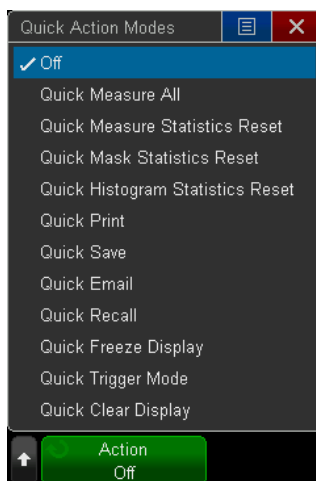 Quick Action Modes
Off
Quick Measure All
Quick Measure Statistics Reset
Quick Mask Statistics Reset
Quick Histogram Statistics Reset
Quick Print
Quick Save
Quick Email
Quick Recall
Quick Freeze Display
Quick Trigger Mode
Quick Clear Display
Action
Off